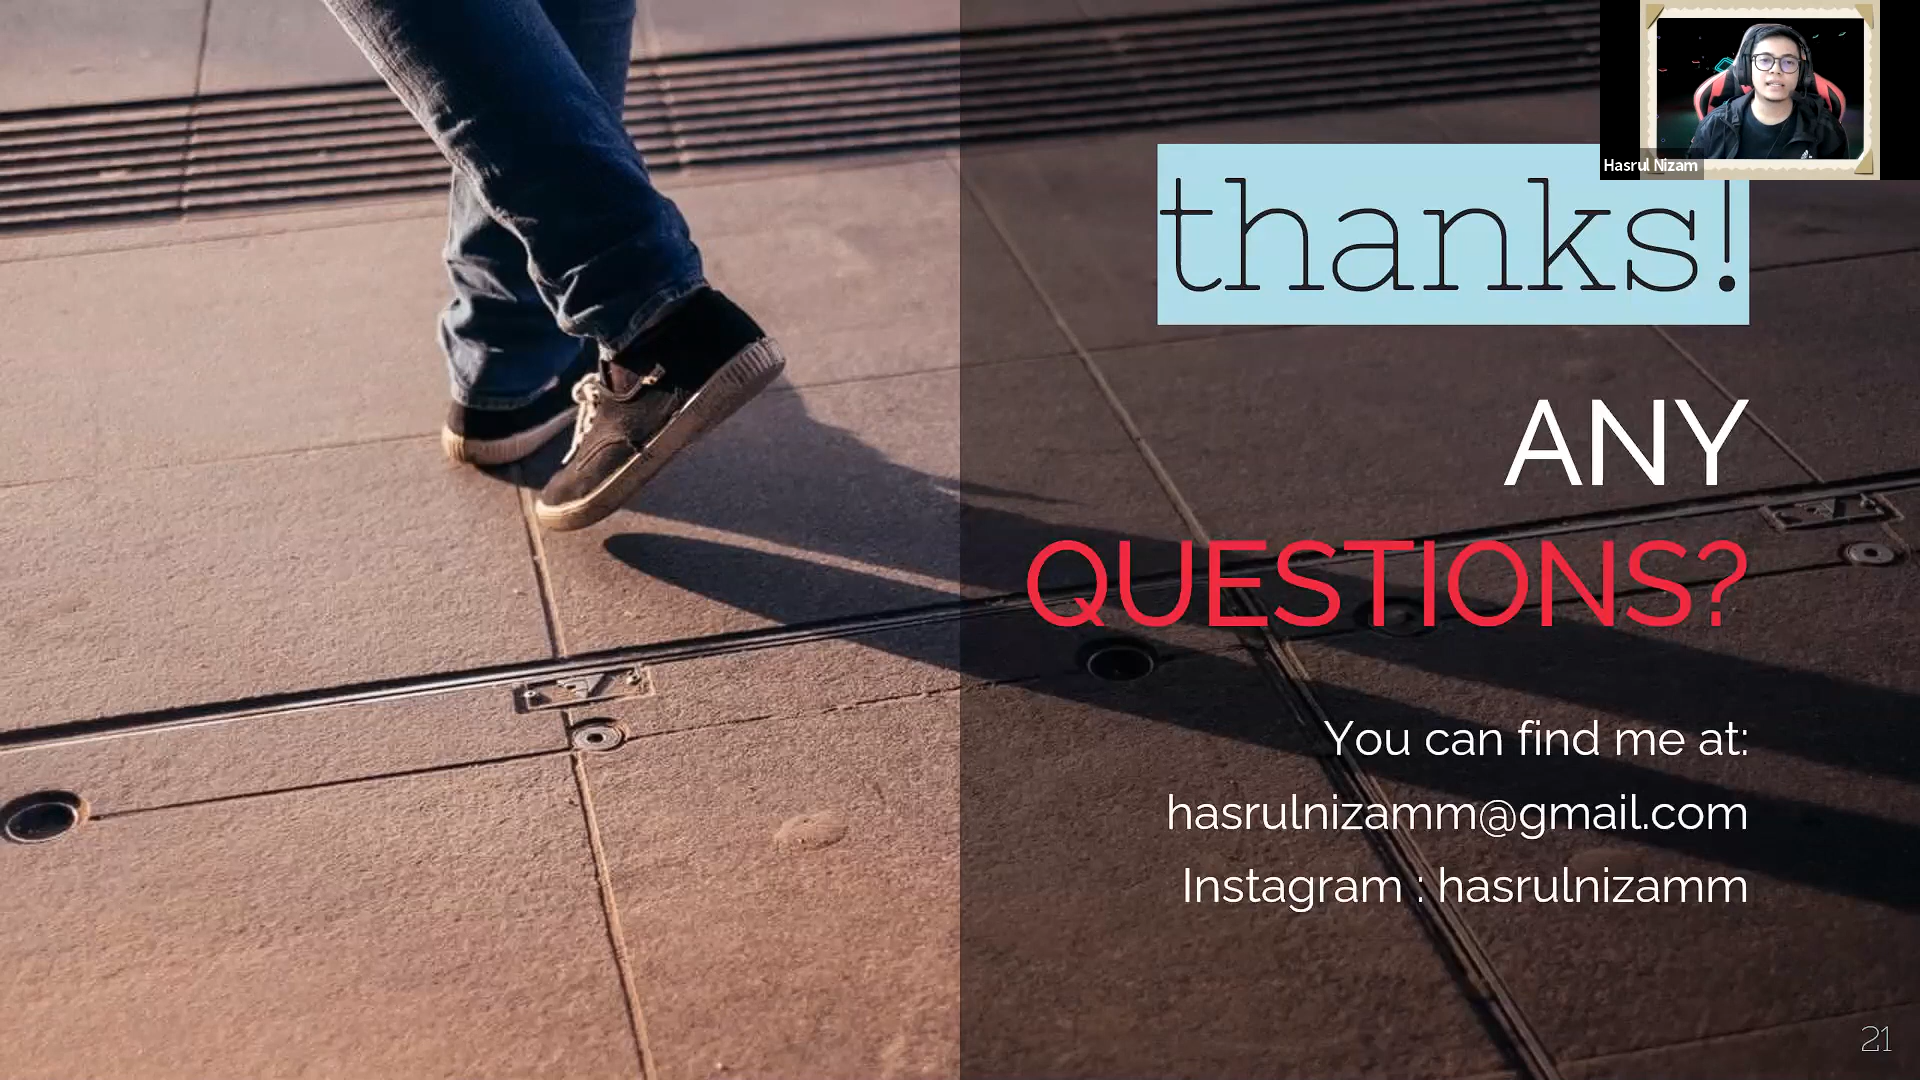 Hasrul Nizam
thanks!
ANY
QUESTIONS?
You can find me at:
hasrulnizamm@gmail.com
Instagram : hasrulnizamm
21